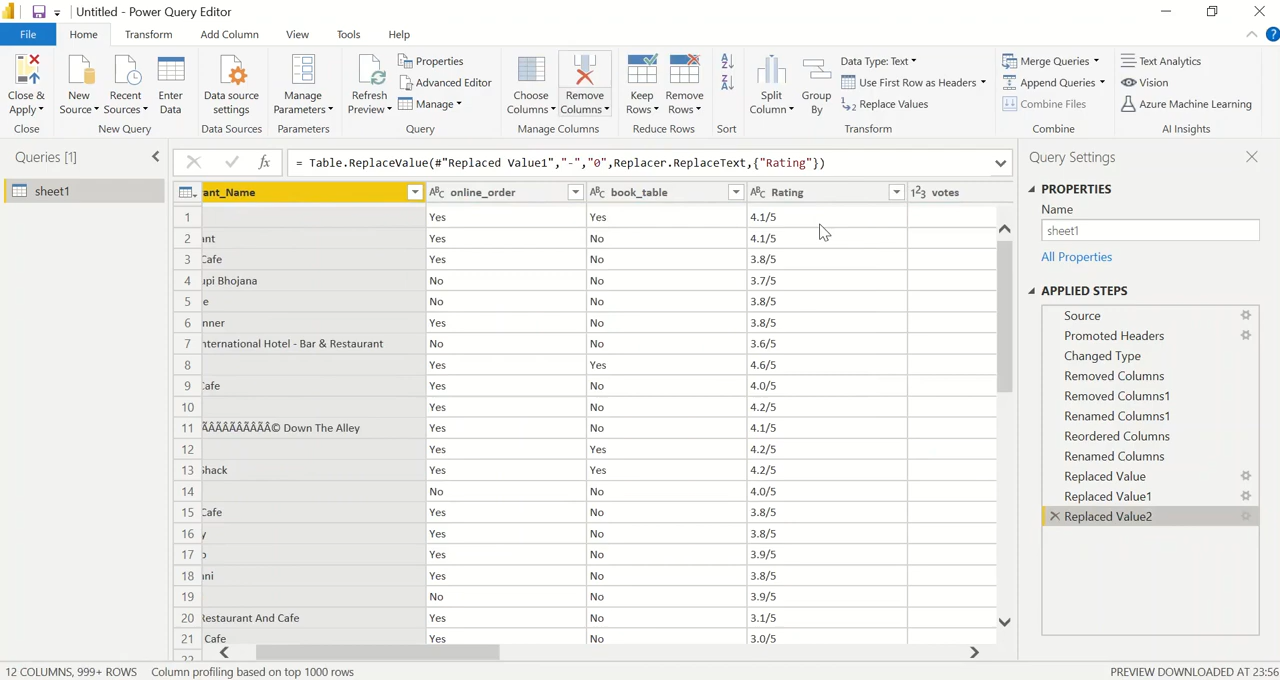 Untitled - Power Query Editor
File Home Transform Add Column View Tools Help
Close & Apply
New Source
Recent Sources
Enter Data
Data source settings
Manage Parameters
Refresh Preview
Properties
Advanced Editor
Manage
Choose Columns
Remove Columns
Keep Rows
Remove Rows
Split Column
Group By
Data Type: Text
Use First Row as Headers
Replace Values
Merge Queries
Append Queries
Combine Files
Text Analytics
Vision
Azure Machine Learning
Close New Query Data Sources Parameters Query Manage Columns Reduce Rows Sort Transform Combine AI Insights
Queries [1]
sheet1
fx = Table.ReplaceValue(#"Replaced Value1","-","0",Replacer.ReplaceText,{"Rating"})
ant_Name ABC online_order ABC book_table ABC Rating 123 votes
1 Yes Yes 4.1/5
2 ant Yes No 4.1/5
3 Cafe Yes No 3.8/5
4 upi Bhojana No No 3.7/5
5 e No No 3.8/5
6 nner Yes No 3.8/5
7 nternational Hotel - Bar & Restaurant No No 3.6/5
8 Yes Yes 4.6/5
9 Cafe Yes No 4.0/5
10 Yes No 4.2/5
11 ÃÂÃÂÃÂÃÂ© Down The Alley Yes No 4.1/5
12 Yes Yes 4.2/5
13 Shack Yes Yes 4.2/5
14 No No 4.0/5
15 Cafe Yes No 3.8/5
16 y Yes No 3.8/5
17 o Yes No 3.9/5
18 ani Yes No 3.8/5
19 No No 3.9/5
20 Restaurant And Cafe Yes No 3.1/5
21 Cafe Yes No 3.0/5
22
Query Settings
PROPERTIES
Name
sheet1
All Properties
APPLIED STEPS
Source
Promoted Headers
Changed Type
Removed Columns
Removed Columns1
Renamed Columns1
Reordered Columns
Renamed Columns
Replaced Value
Replaced Value1
Replaced Value2
12 COLUMNS, 999+ ROWS Column profiling based on top 1000 rows
PREVIEW DOWNLOADED AT 23:56